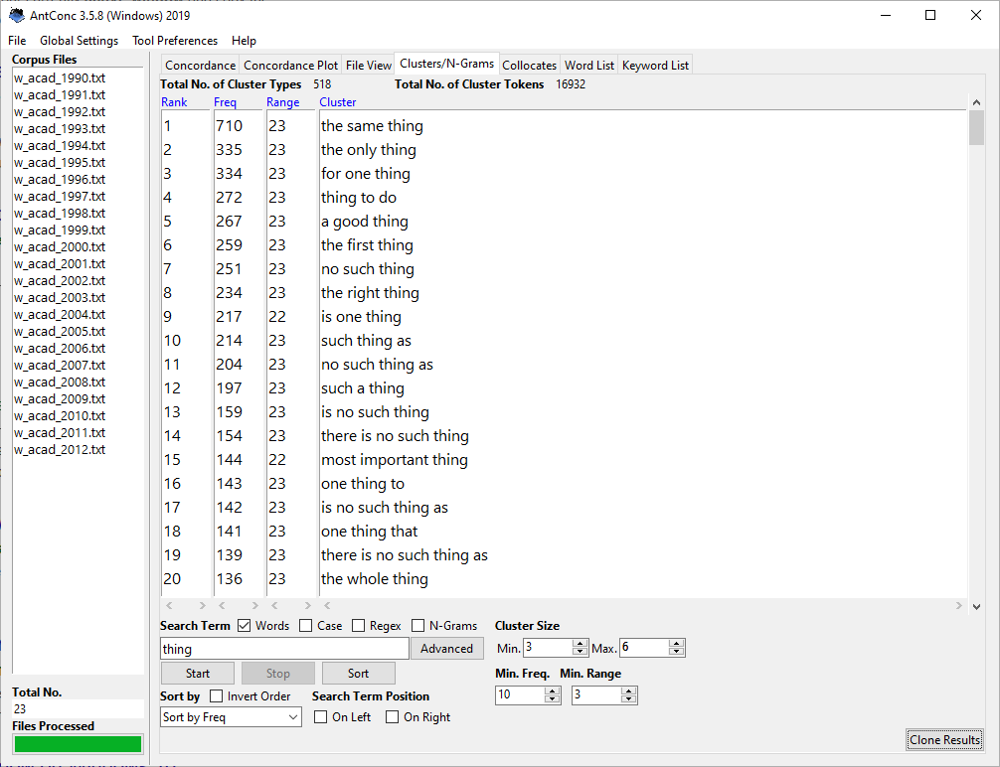 AntConc 3.5.8 (Windows) 2019
File Global Settings Tool Preferences Help
Corpus Files
w_acad_1990.txt
w_acad_1991.txt
w_acad_1992.txt
w_acad_1993.txt
w_acad_1994.txt
w_acad_1995.txt
w_acad_1996.txt
w_acad_1997.txt
w_acad_1998.txt
w_acad_1999.txt
w_acad_2000.txt
w_acad_2001.txt
w_acad_2002.txt
w_acad_2003.txt
w_acad_2004.txt
w_acad_2005.txt
w_acad_2006.txt
w_acad_2007.txt
w_acad_2008.txt
w_acad_2009.txt
w_acad_2010.txt
w_acad_2011.txt
w_acad_2012.txt
Total No.
23
Files Processed
Concordance Concordance Plot File View Clusters/N-Grams Collocates Word List Keyword List
Total No. of Cluster Types 518 Total No. of Cluster Tokens 16932
Rank Freq Range Cluster
1 710 23 the same thing
2 335 23 the only thing
3 334 23 for one thing
4 272 23 thing to do
5 267 23 a good thing
6 259 23 the first thing
7 251 23 no such thing
8 234 23 the right thing
9 217 22 is one thing
10 214 23 such thing as
11 204 23 no such thing as
12 197 23 such a thing
13 159 23 is no such thing
14 154 23 there is no such thing
15 144 22 most important thing
16 143 23 one thing to
17 142 23 is no such thing as
18 141 23 one thing that
19 139 23 there is no such thing as
20 136 23 the whole thing
Search Term Words Case Regex N-Grams Cluster Size
thing Advanced Min. 3 Max. 6
Start Stop Sort Min. Freq. Min. Range
Sort by Invert Order Search Term Position 10 3
Sort by Freq On Left On Right
Clone Results